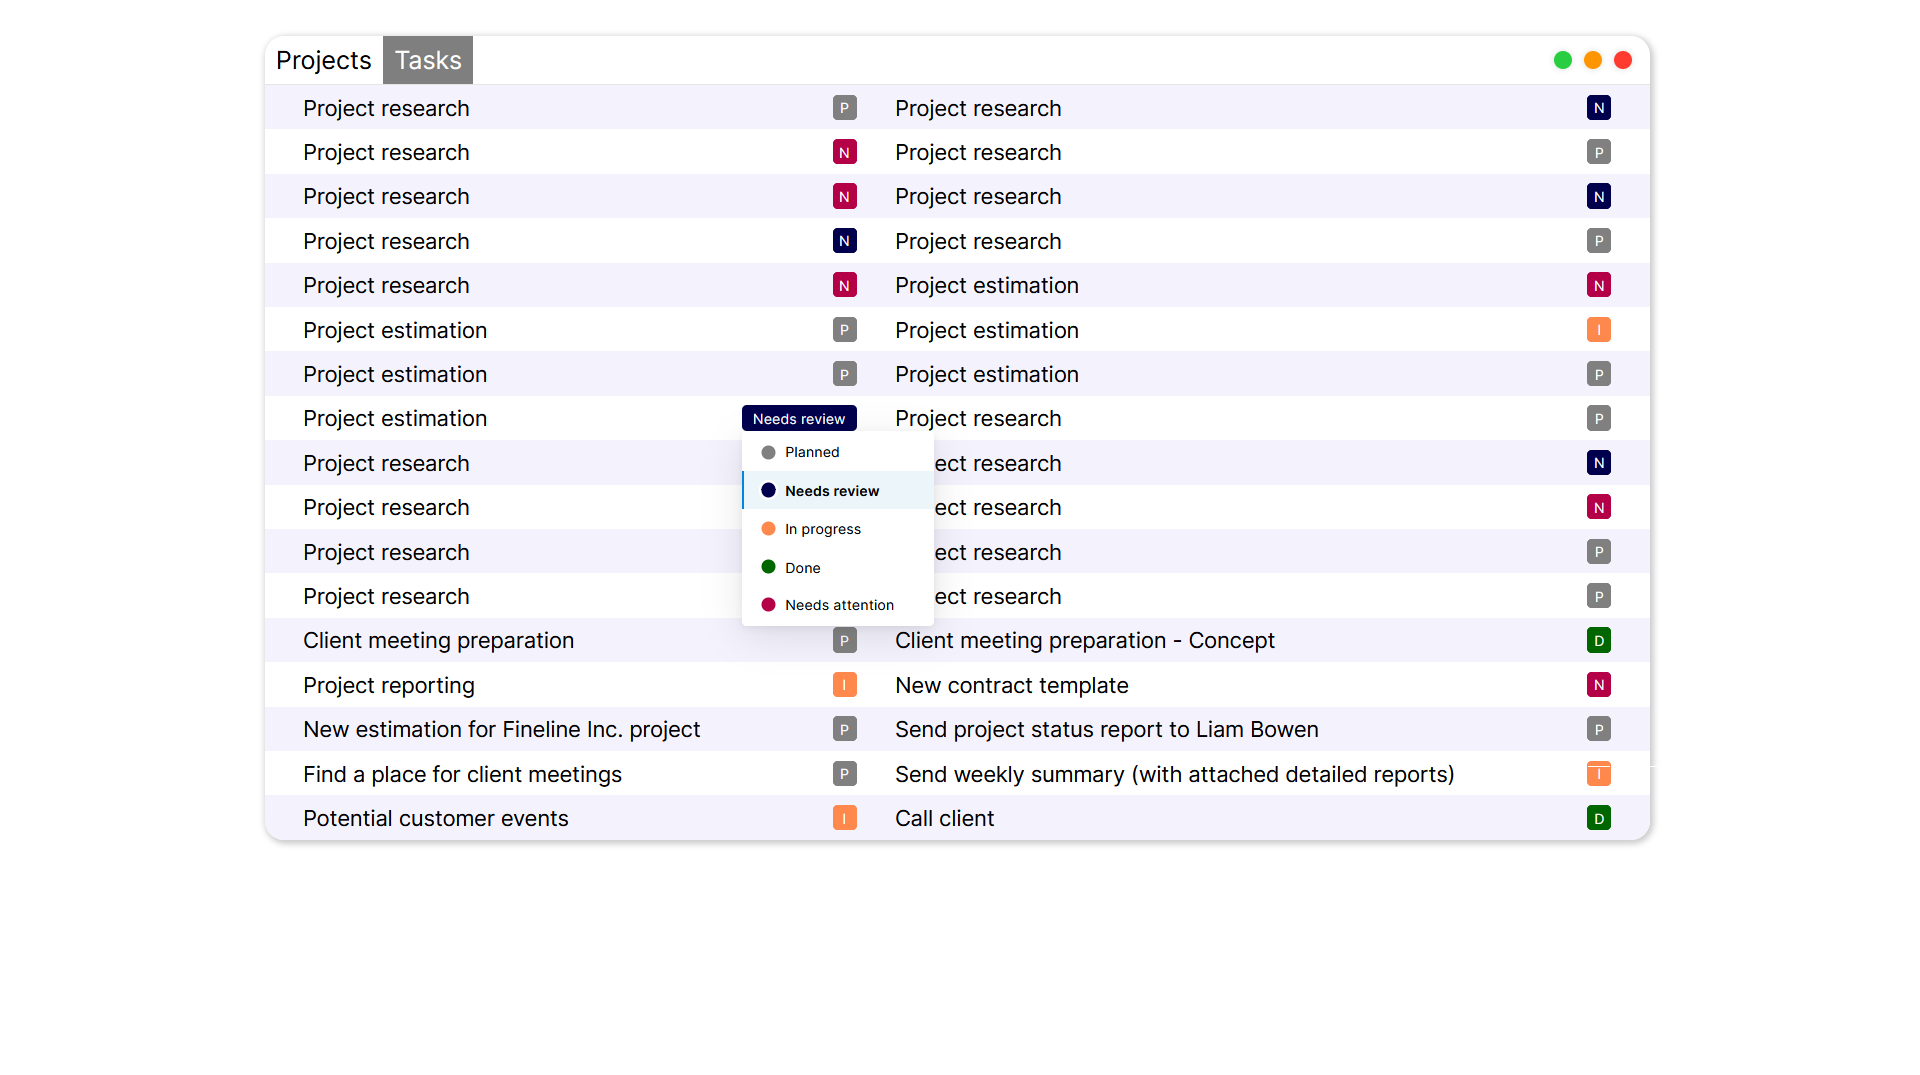 Projects Tasks
Project research P Project research N
Project research N Project research P
Project research N Project research N
Project research N Project research P
Project research N Project estimation N
Project estimation P Project estimation I
Project estimation P Project estimation P
Project estimation Needs review Project research P
Project research Planned ect research N
Project research Needs review ect research N
Project research In progress ect research P
Project research Done ect research P
Needs attention
Client meeting preparation P Client meeting preparation - Concept D
Project reporting I New contract template N
New estimation for Fineline Inc. project P Send project status report to Liam Bowen P
Find a place for client meetings P Send weekly summary (with attached detailed reports) I
Potential customer events I Call client D